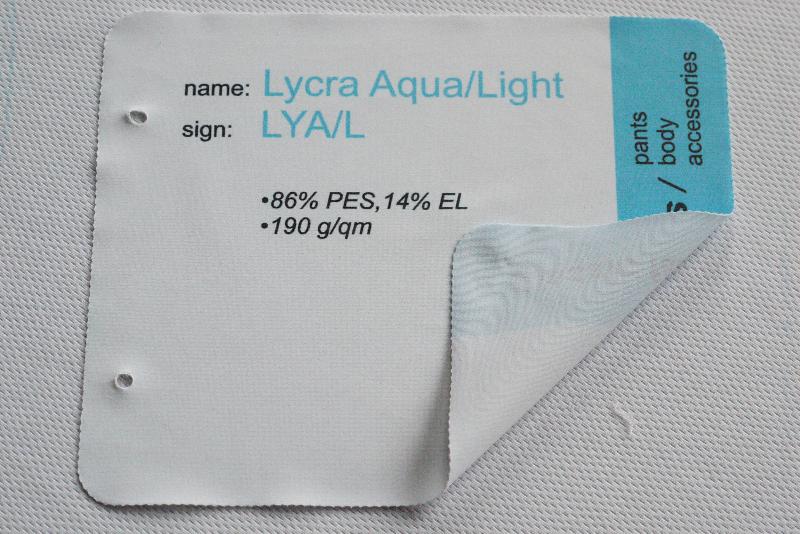 name: Lycra Aqua/Light
sign: LYA/L
•86% PES,14% EL
•190 g/qm
pants
body
accessories
/